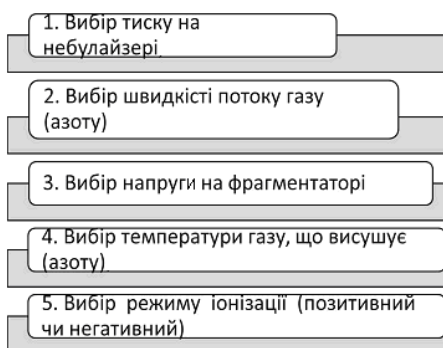 1. Вибір тиску на
небулайзері
2. Вибір швидкісті потоку газу
(азоту)
3. Вибір напруги на фрагментаторі
4. Вибір температури газу, що висушує
(азоту)
5. Вибір режиму іонізації (позитивний
чи негативний)